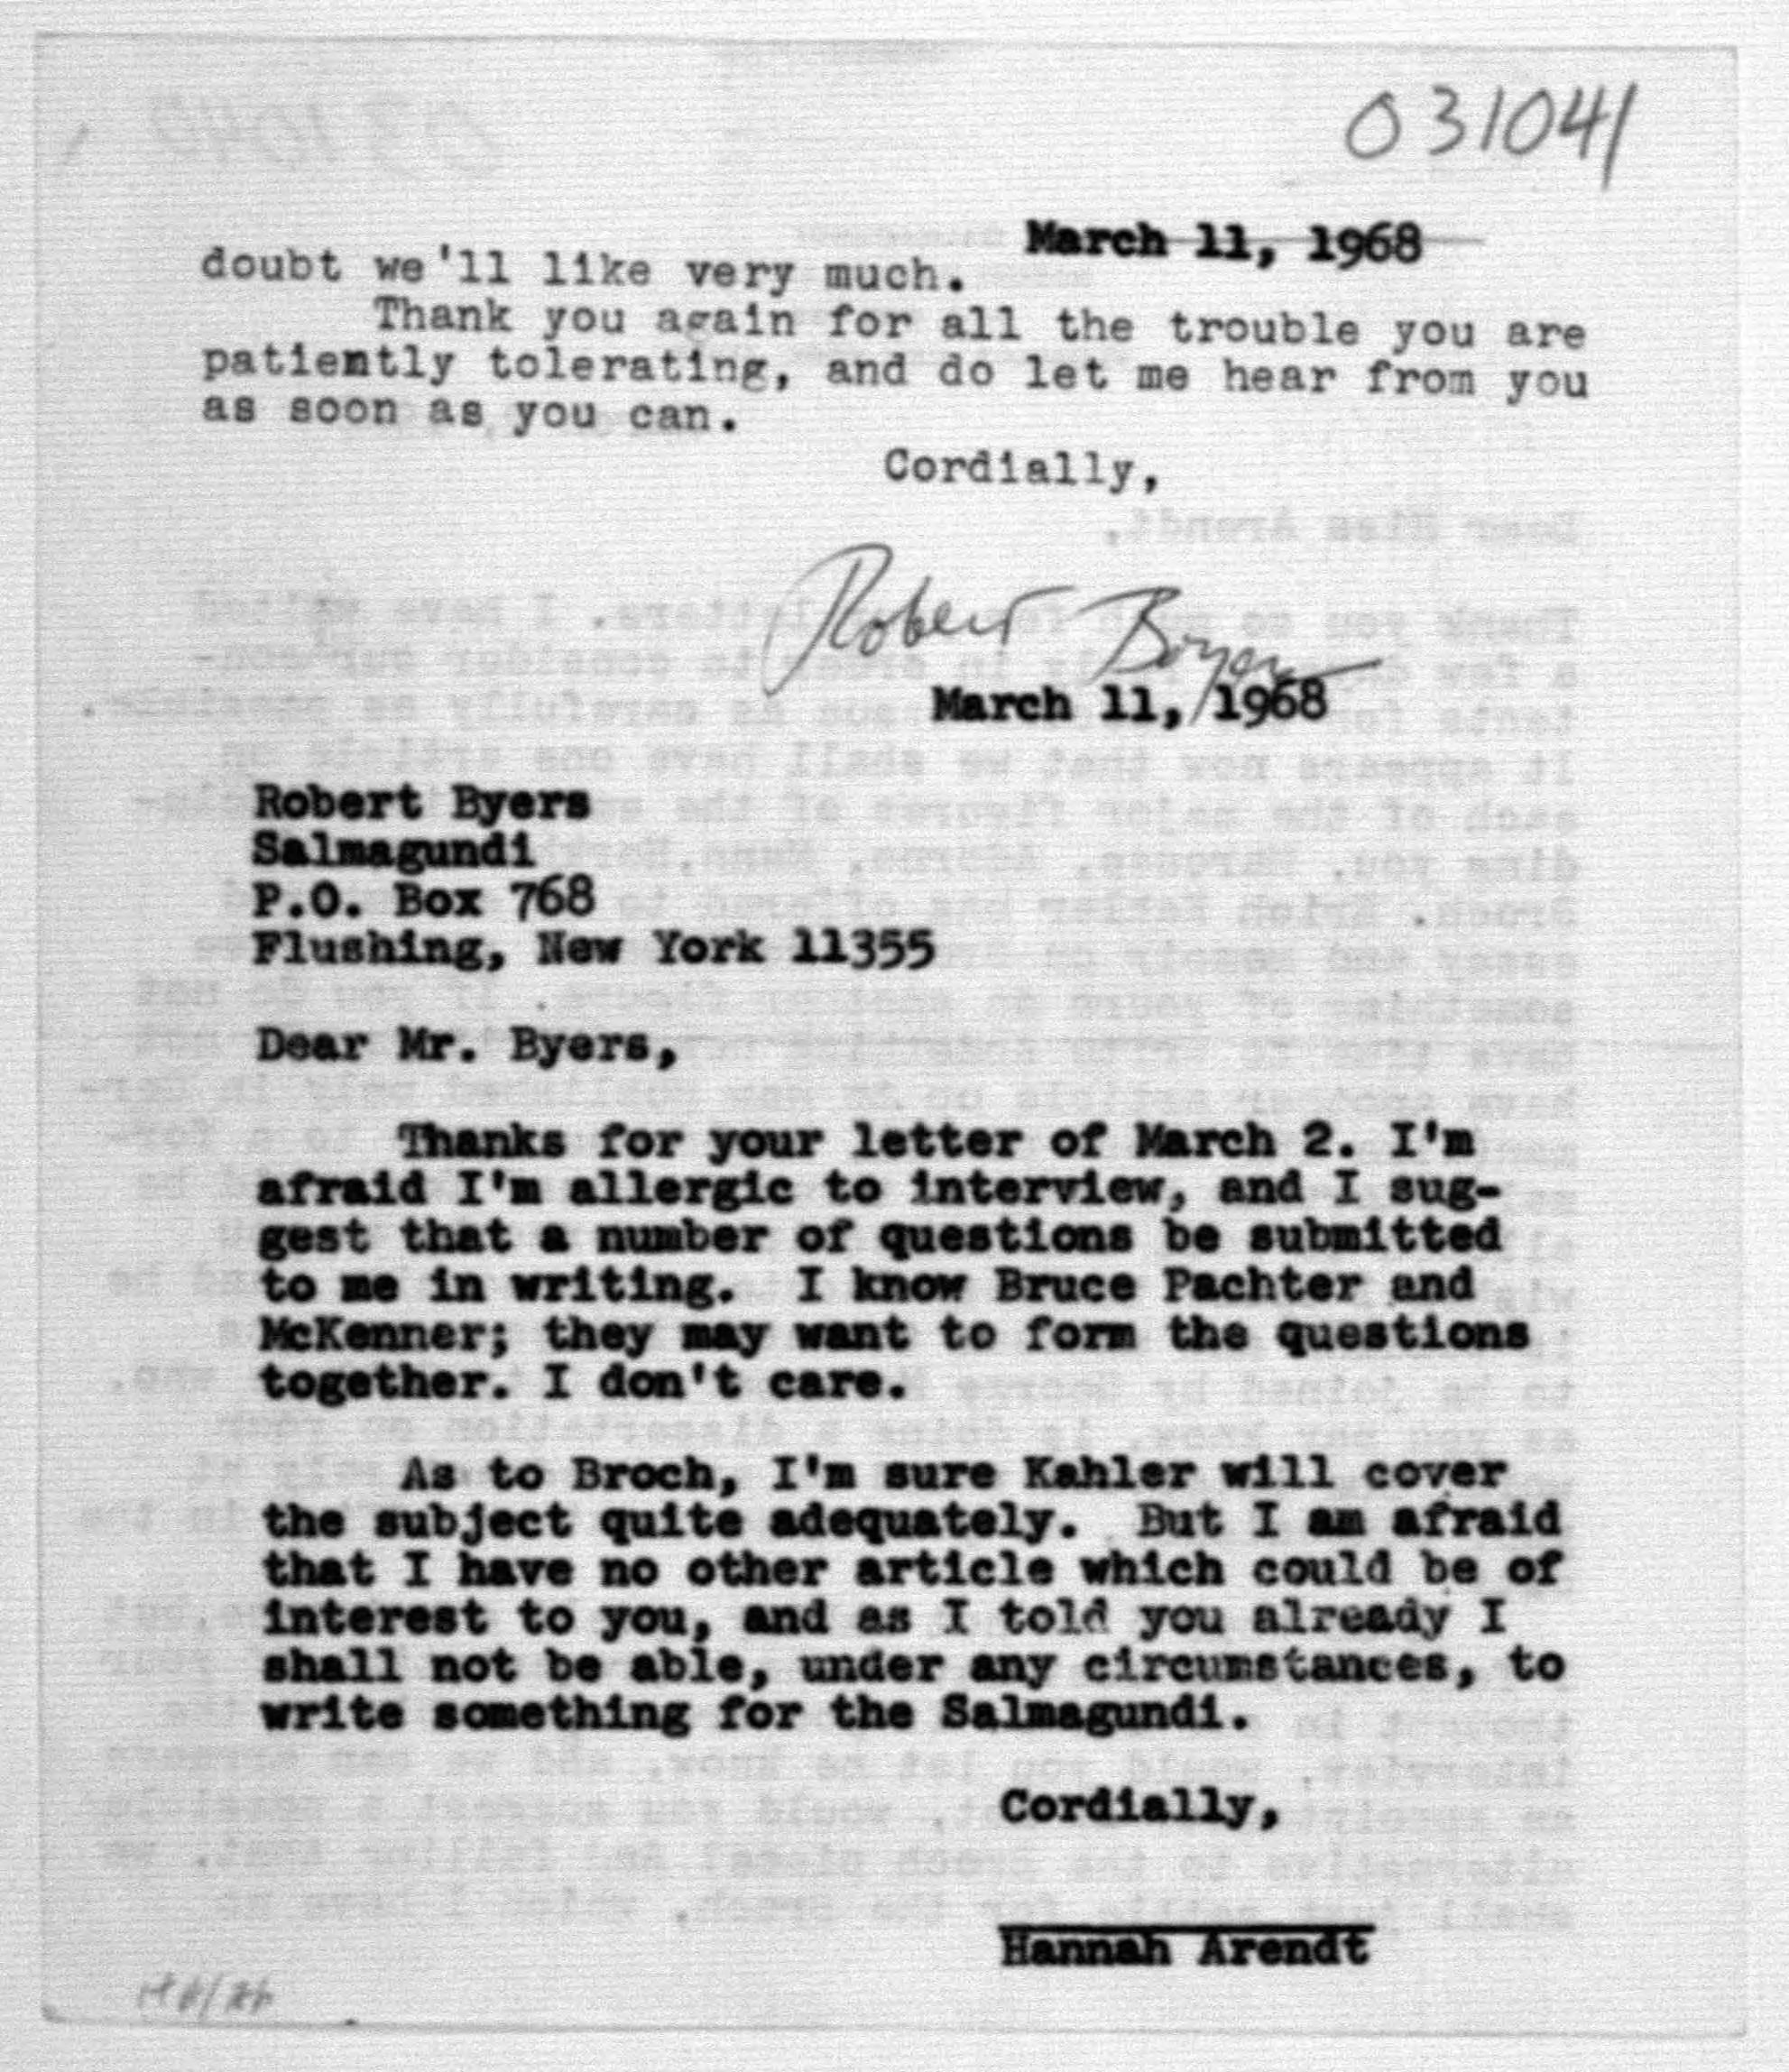 031041
March 11, 1968
doubt we'll like very much.
Thank you again for all the trouble you are
patiently tolerating, and do let me hear from you
as soon as you can.
Cordially,
Robert Boyers
March 11, 1968
Robert Byers
Salmagundi
P.O. Box 768
Flushing, New York 11355
Dear Mr. Byers,
Thanks for your letter of March 2. I'm
afraid I'm allergic to interview, and I sug-
gest that a number of questions be submitted
to me in writing. I know Bruce Pachter and
McKenner; they may want to form the questions
together. I don't care.
As to Broch, I'm sure Kahler will cover
the subject quite adequately. But I am afraid
that I have no other article which could be of
interest to you, and as I told you already I
shall not be able, under any circumstances, to
write something for the Salmagundi.
Cordially,
Hannah Arendt